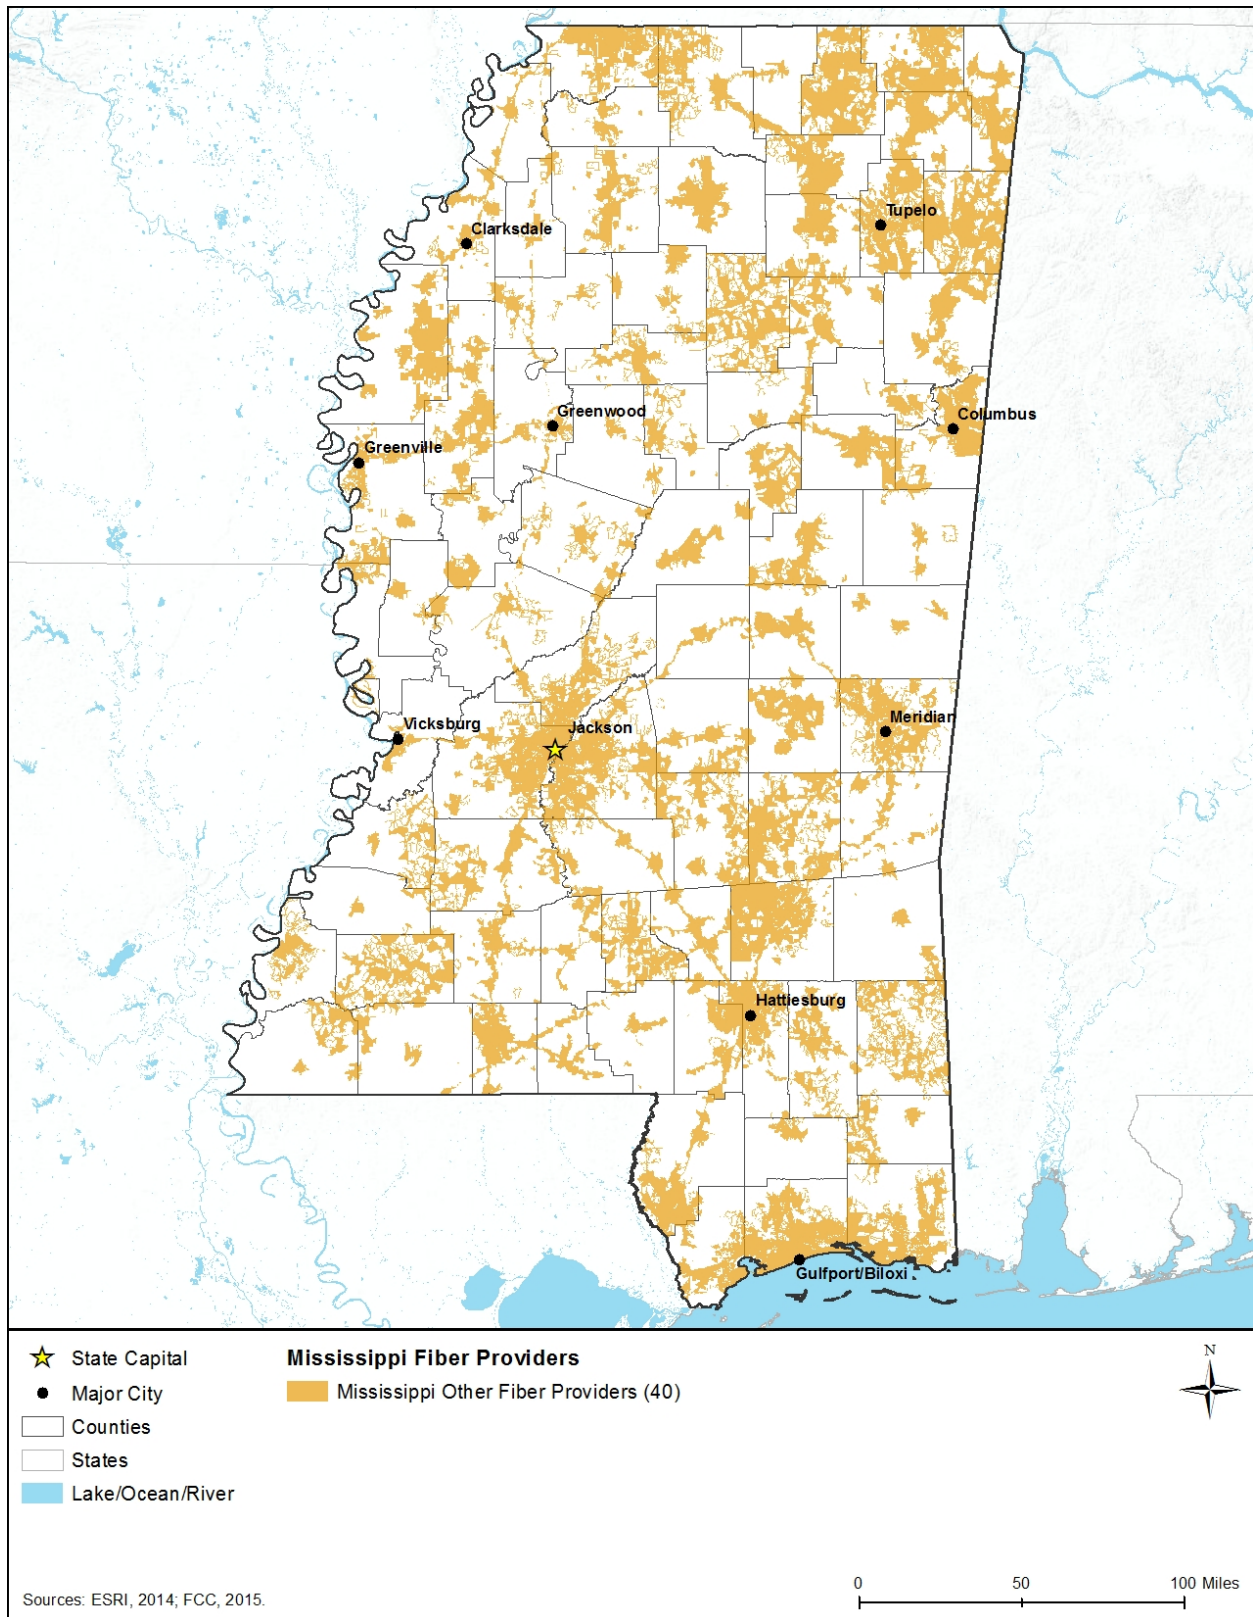 Clarksdale
Tupelo
Greenwood
Columbus
Greenville
Vicksburg
Jackson
Meridian
Hattiesburg
Gulfport/Biloxi
State Capital
Major City
Counties
States
Lake/Ocean/River
Mississippi Fiber Providers
Mississippi Other Fiber Providers (40)
N
Sources: ESRI, 2014; FCC, 2015.
0 50 100 Miles